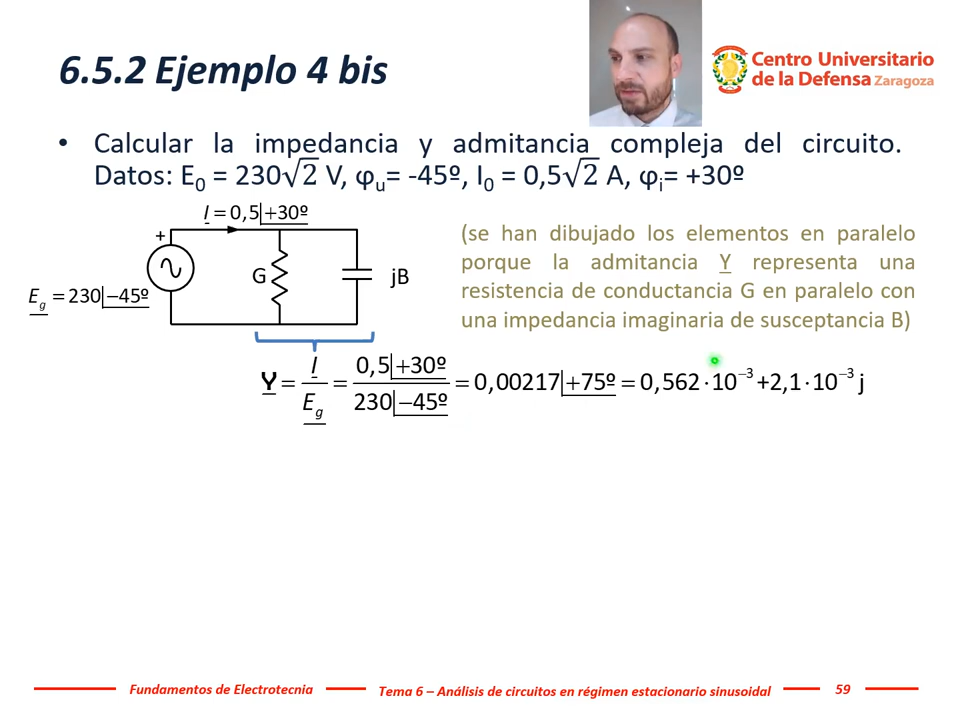 6.5.2 Ejemplo 4 bis
Centro Universitario
de la Defensa Zaragoza
• Calcular la impedancia y admitancia compleja del circuito.
Datos: E₀ = 230√2 V, φᵤ= -45º, I₀ = 0,5√2 A, φᵢ= +30º
I = 0,5|+30º
+
G
jB
E_g = 230|−45º
(se han dibujado los elementos en paralelo
porque la admitancia Y representa una
resistencia de conductancia G en paralelo con
una impedancia imaginaria de susceptancia B)
Y = I / E_g = 0,5|+30º / 230|−45º = 0,00217|+75º = 0,562·10⁻³+2,1·10⁻³ j
Fundamentos de Electrotecnia
Tema 6 – Análisis de circuitos en régimen estacionario sinusoidal
59